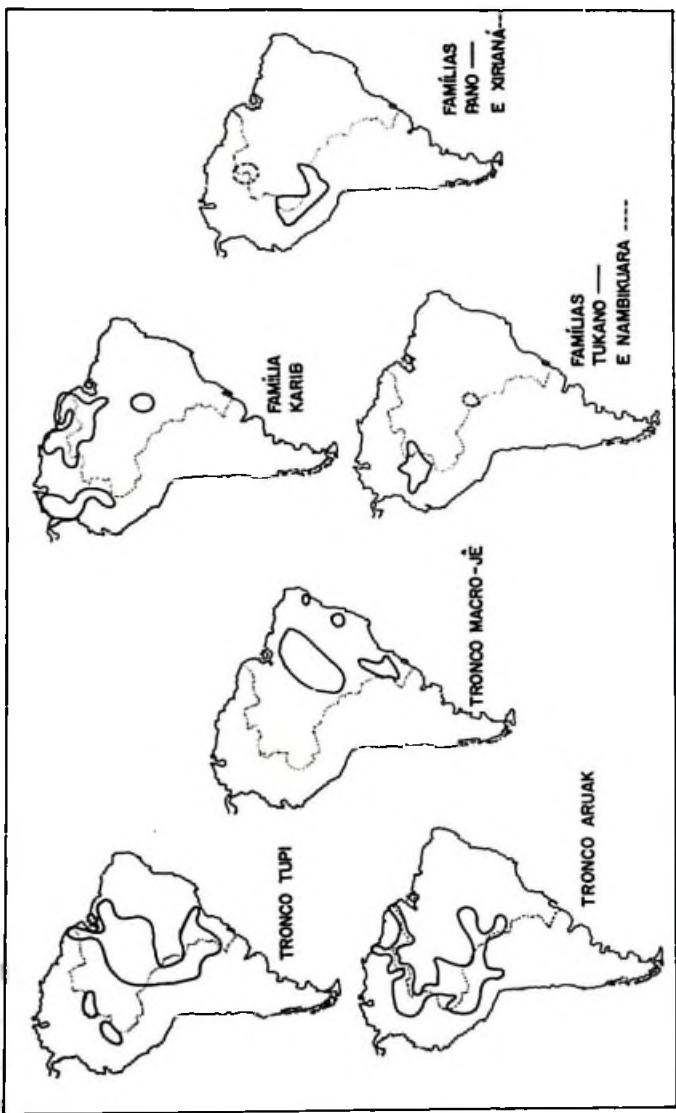 TRONCO TUPI
TRONCO ARUAK
TRONCO MACRO-JÊ
FAMÍLIA
KARIB
FAMÍLIAS
TUKANO ——
E NAMBIKUARA ----
FAMÍLIAS
PANO ——
E XIRIANÁ---